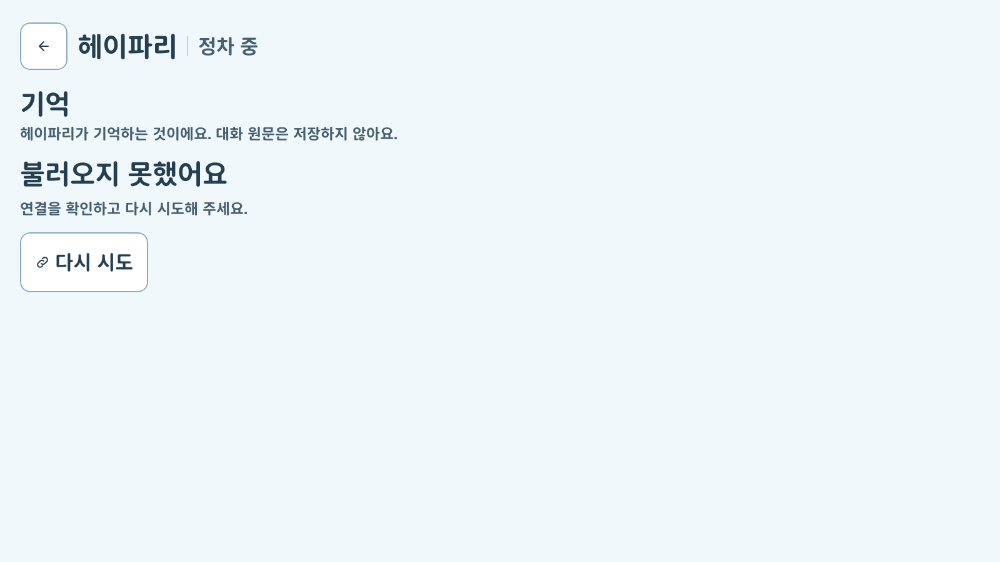 헤이파리
정차 중
기억
헤이파리가 기억하는 것이에요. 대화 원문은 저장하지 않아요.
불러오지 못했어요
연결을 확인하고 다시 시도해 주세요.
다시 시도